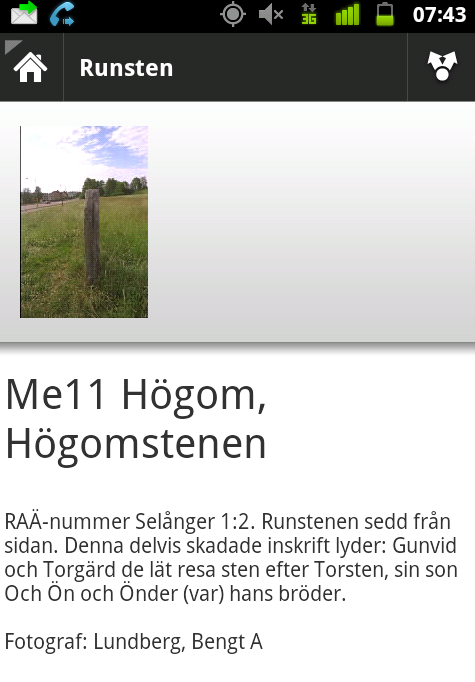 07:43
3G
Runsten
Me11 Högom,
Högomstenen
RAÄ-nummer Selånger 1:2. Runstenen sedd från
sidan. Denna delvis skadade inskrift lyder: Gunvid
och Torgärd de lät resa sten efter Torsten, sin son
Och Ön och Önder (var) hans bröder.
Fotograf: Lundberg, Bengt A